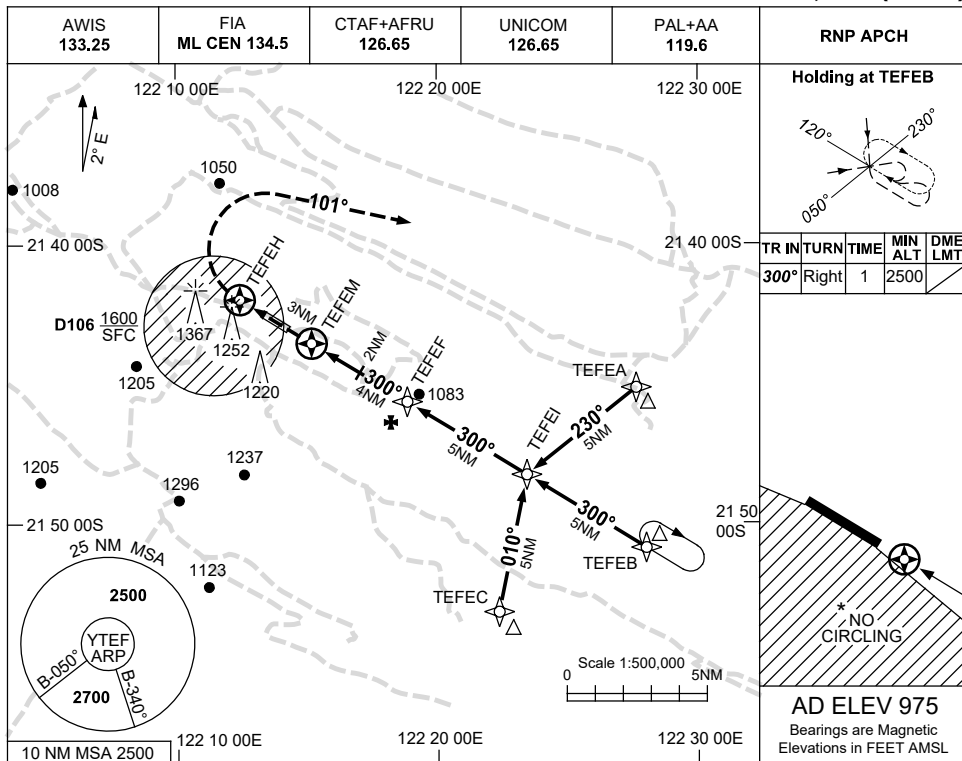 AWIS
133.25
FIA
ML CEN 134.5
CTAF+AFRU
126.65
UNICOM
126.65
PAL+AA
119.6
RNP APCH
122 10 00E
122 20 00E
122 30 00E
Holding at TEFEB
120°
230°
050°
TR IN TURN TIME MIN ALT DME LMT
300° Right 1 2500
2° E
1050
1008
101°
21 40 00S
21 40 00S
TEFEH
3NM
TEFEM
D106 1600
SFC
1367
1252
1220
1205
2NM
300°
4NM
TEFEF
1083
TEFEA
TEFEI
230°
5NM
300°
5NM
1205
1237
1296
21 50 00S
21 50
00S
300°
5NM
010°
5NM
TEFEB
TEFEC
1123
25 NM MSA
2500
YTEF
ARP
B-050°
B-340°
2700
Scale 1:500,000
0 5NM
* NO
CIRCLING
AD ELEV 975
Bearings are Magnetic
Elevations in FEET AMSL
10 NM MSA 2500
122 10 00E
122 20 00E
122 30 00E